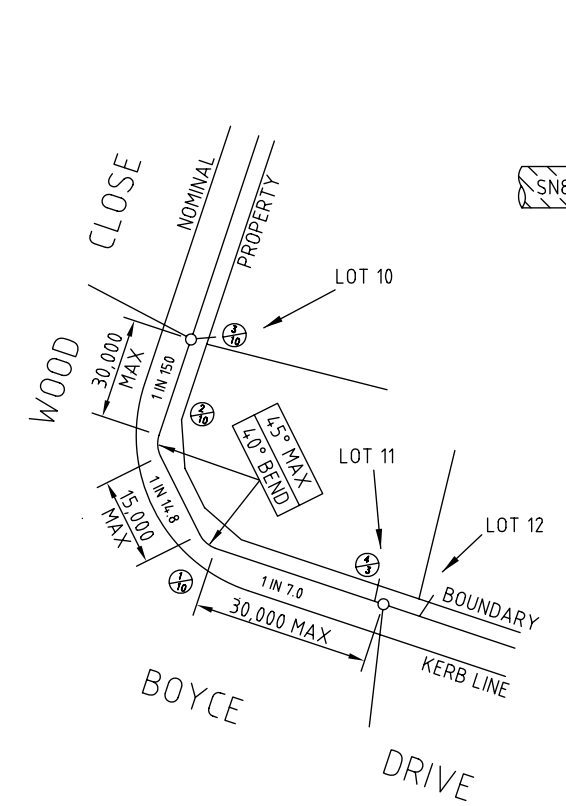 CLOSE
NOMINAL
PROPERTY
SN8
LOT 10
3
10
WOOD
30,000
MAX
1 IN 150
2
10
45° MAX
40° BEND
LOT 11
15,000
MAX
1 IN 14.8
LOT 12
4
3
1
10
1 IN 7.0
30,000 MAX
BOUNDARY
KERB LINE
BOYCE
DRIVE